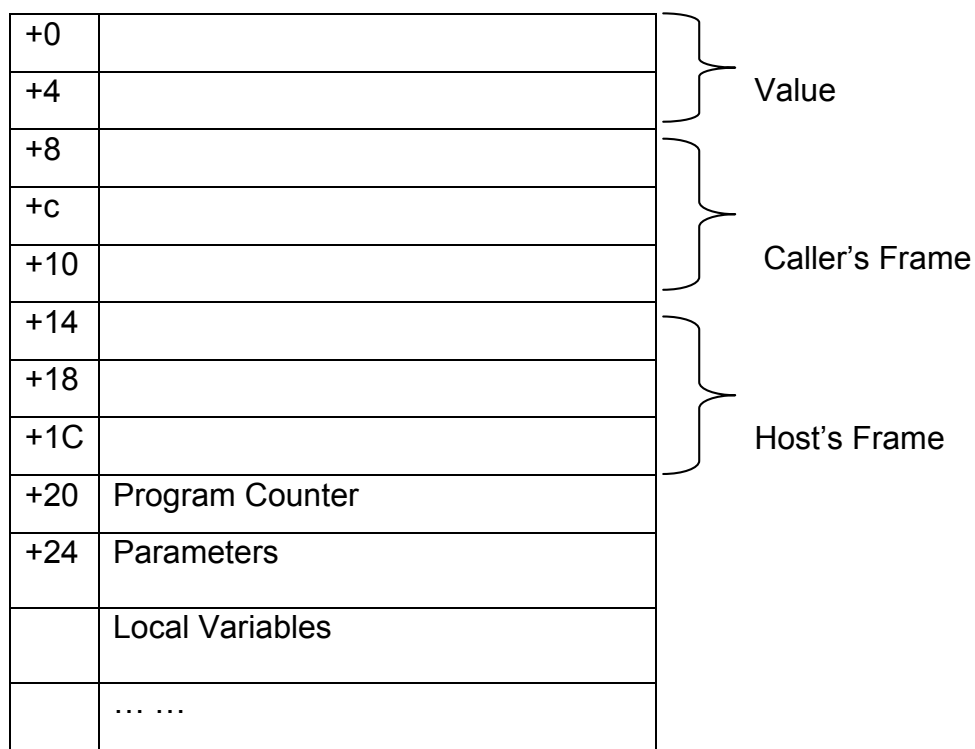 +0
+4
Value
+8
+c
+10
Caller’s Frame
+14
+18
+1C
Host’s Frame
+20 Program Counter
+24 Parameters
Local Variables
… …